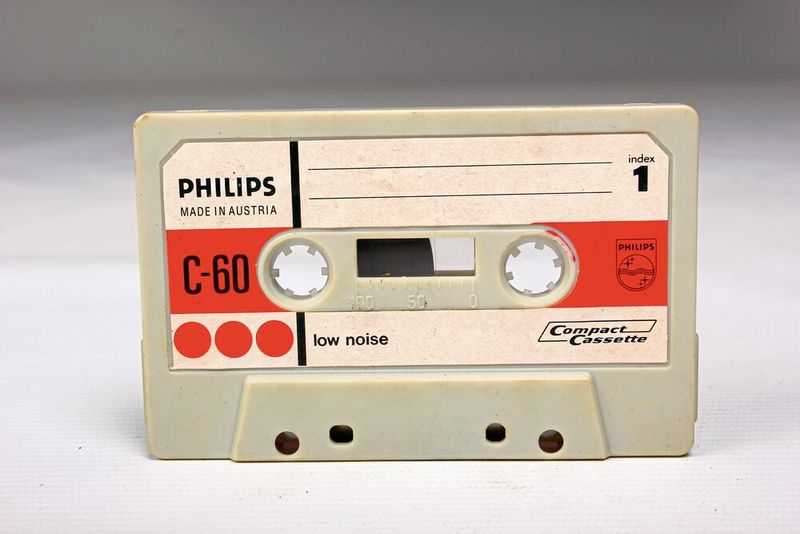 PHILIPS
MADE IN AUSTRIA
index
1
C-60
PHILIPS
100 50 0
low noise
Compact
Cassette